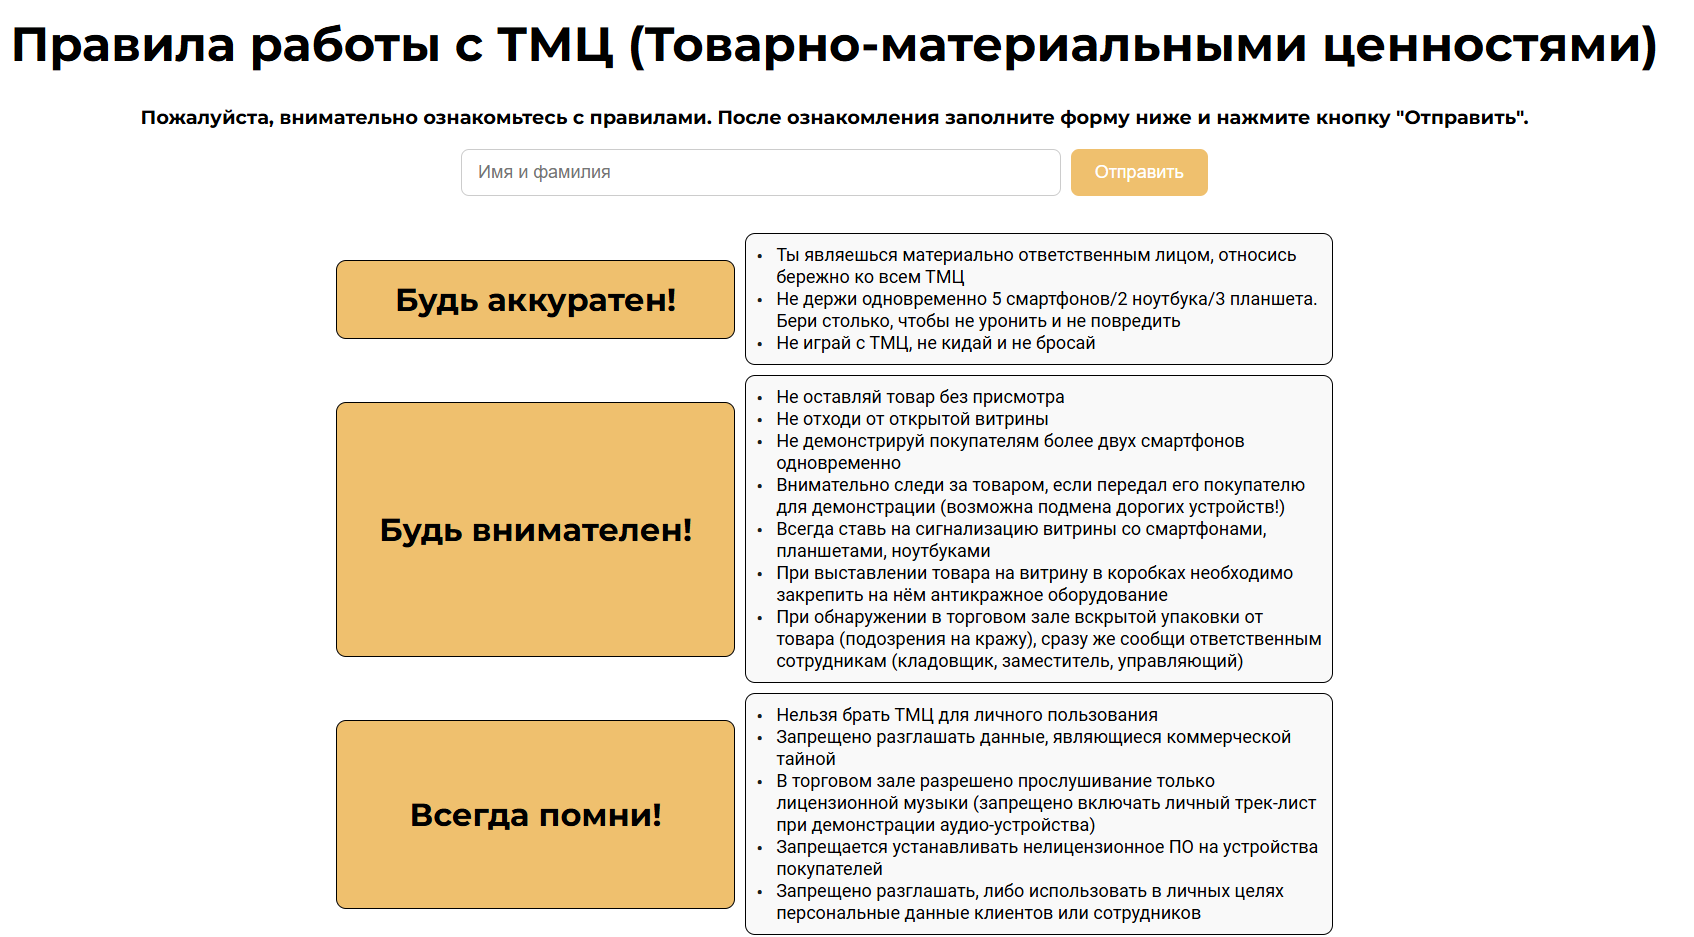 Правила работы с ТМЦ (Товарно-материальными ценностями)
Пожалуйста, внимательно ознакомьтесь с правилами. После ознакомления заполните форму ниже и нажмите кнопку "Отправить".
Имя и фамилия
Отправить
Будь аккуратен!
• Ты являешься материально ответственным лицом, относись
бережно ко всем ТМЦ
• Не держи одновременно 5 смартфонов/2 ноутбука/3 планшета.
Бери столько, чтобы не уронить и не повредить
• Не играй с ТМЦ, не кидай и не бросай
Будь внимателен!
• Не оставляй товар без присмотра
• Не отходи от открытой витрины
• Не демонстрируй покупателям более двух смартфонов
одновременно
• Внимательно следи за товаром, если передал его покупателю
для демонстрации (возможна подмена дорогих устройств!)
• Всегда ставь на сигнализацию витрины со смартфонами,
планшетами, ноутбуками
• При выставлении товара на витрину в коробках необходимо
закрепить на нём антикражное оборудование
• При обнаружении в торговом зале вскрытой упаковки от
товара (подозрения на кражу), сразу же сообщи ответственным
сотрудникам (кладовщик, заместитель, управляющий)
Всегда помни!
• Нельзя брать ТМЦ для личного пользования
• Запрещено разглашать данные, являющиеся коммерческой
тайной
• В торговом зале разрешено прослушивание только
лицензионной музыки (запрещено включать личный трек-лист
при демонстрации аудио-устройства)
• Запрещается устанавливать нелицензионное ПО на устройства
покупателей
• Запрещено разглашать, либо использовать в личных целях
персональные данные клиентов или сотрудников